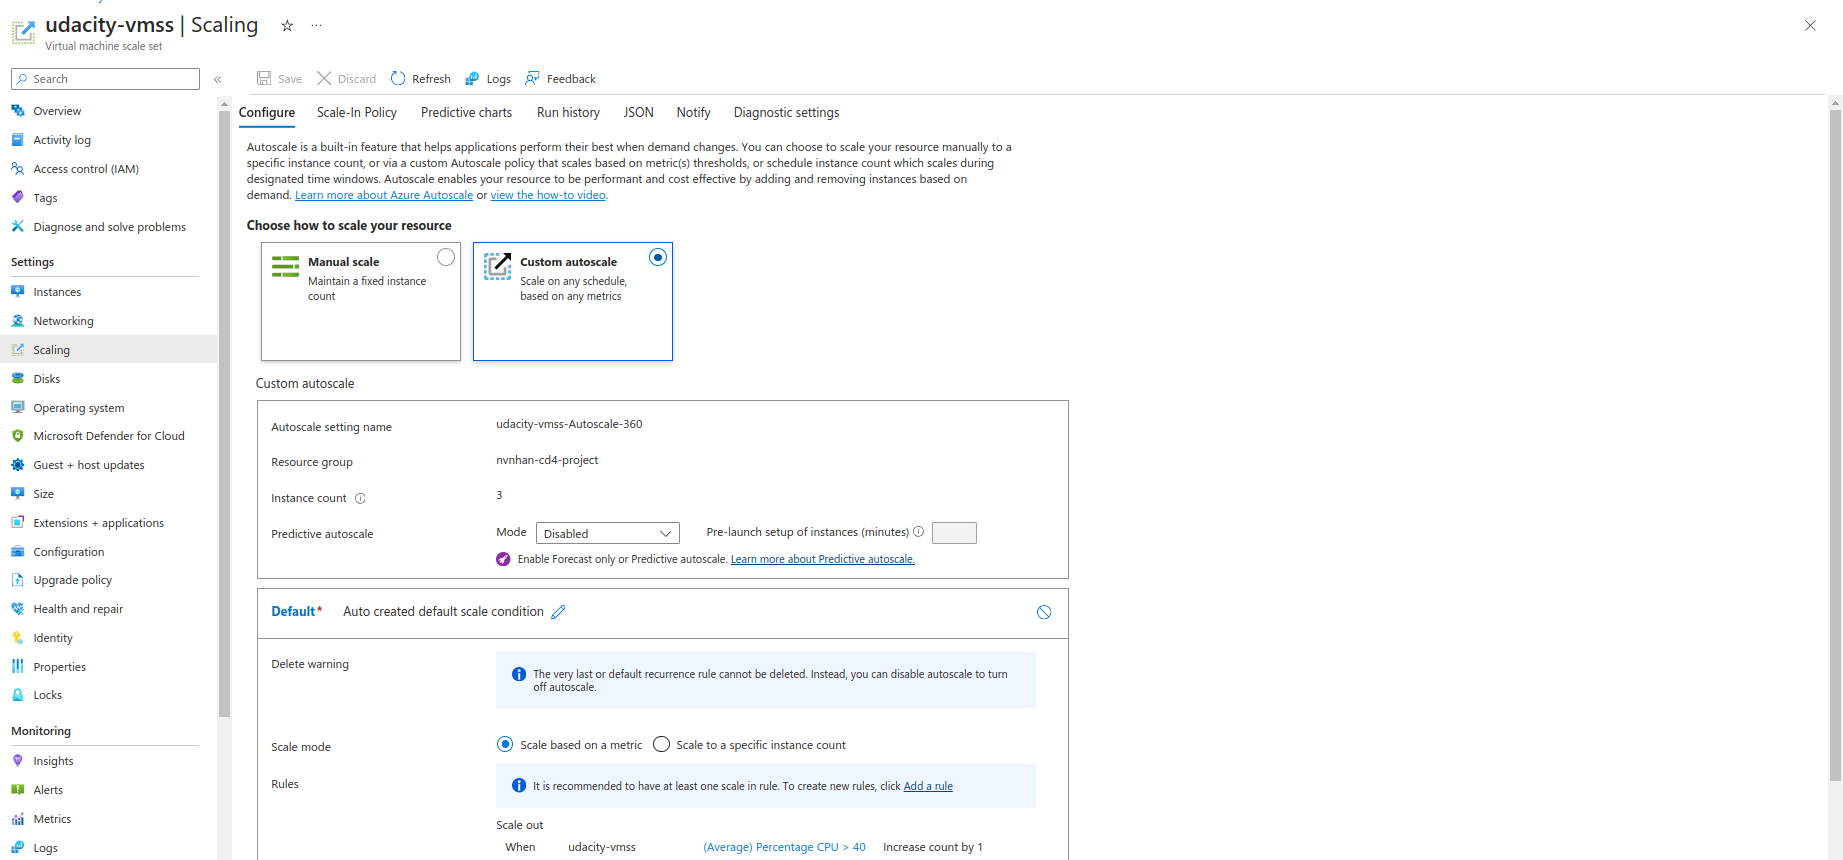 udacity-vmss | Scaling
Virtual machine scale set
Search
Overview
Activity log
Access control (IAM)
Tags
Diagnose and solve problems
Settings
Instances
Networking
Scaling
Disks
Operating system
Microsoft Defender for Cloud
Guest + host updates
Size
Extensions + applications
Configuration
Upgrade policy
Health and repair
Identity
Properties
Locks
Monitoring
Insights
Alerts
Metrics
Logs
Save Discard Refresh Logs Feedback
Configure Scale-In Policy Predictive charts Run history JSON Notify Diagnostic settings
Autoscale is a built-in feature that helps applications perform their best when demand changes. You can choose to scale your resource manually to a
specific instance count, or via a custom Autoscale policy that scales based on metric(s) thresholds, or schedule instance count which scales during
designated time windows. Autoscale enables your resource to be performant and cost effective by adding and removing instances based on
demand. Learn more about Azure Autoscale or view the how-to video.
Choose how to scale your resource
Manual scale
Maintain a fixed instance
count
Custom autoscale
Scale on any schedule,
based on any metrics
Custom autoscale
Autoscale setting name udacity-vmss-Autoscale-360
Resource group nvnhan-cd4-project
Instance count 3
Predictive autoscale Mode Disabled Pre-launch setup of instances (minutes)
Enable Forecast only or Predictive autoscale. Learn more about Predictive autoscale.
Default* Auto created default scale condition
Delete warning
The very last or default recurrence rule cannot be deleted. Instead, you can disable autoscale to turn
off autoscale.
Scale mode Scale based on a metric Scale to a specific instance count
Rules It is recommended to have at least one scale in rule. To create new rules, click Add a rule
Scale out
When udacity-vmss (Average) Percentage CPU > 40 Increase count by 1